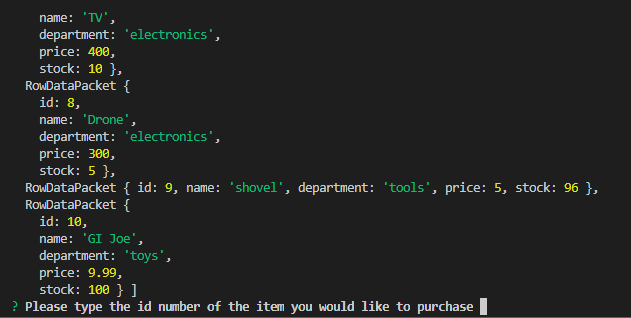 name: 'TV',
department: 'electronics',
price: 400,
stock: 10 },
RowDataPacket {
id: 8,
name: 'Drone',
department: 'electronics',
price: 300,
stock: 5 },
RowDataPacket { id: 9, name: 'shovel', department: 'tools', price: 5, stock: 96 },
RowDataPacket {
id: 10,
name: 'GI Joe',
department: 'toys',
price: 9.99,
stock: 100 } ]
? Please type the id number of the item you would like to purchase